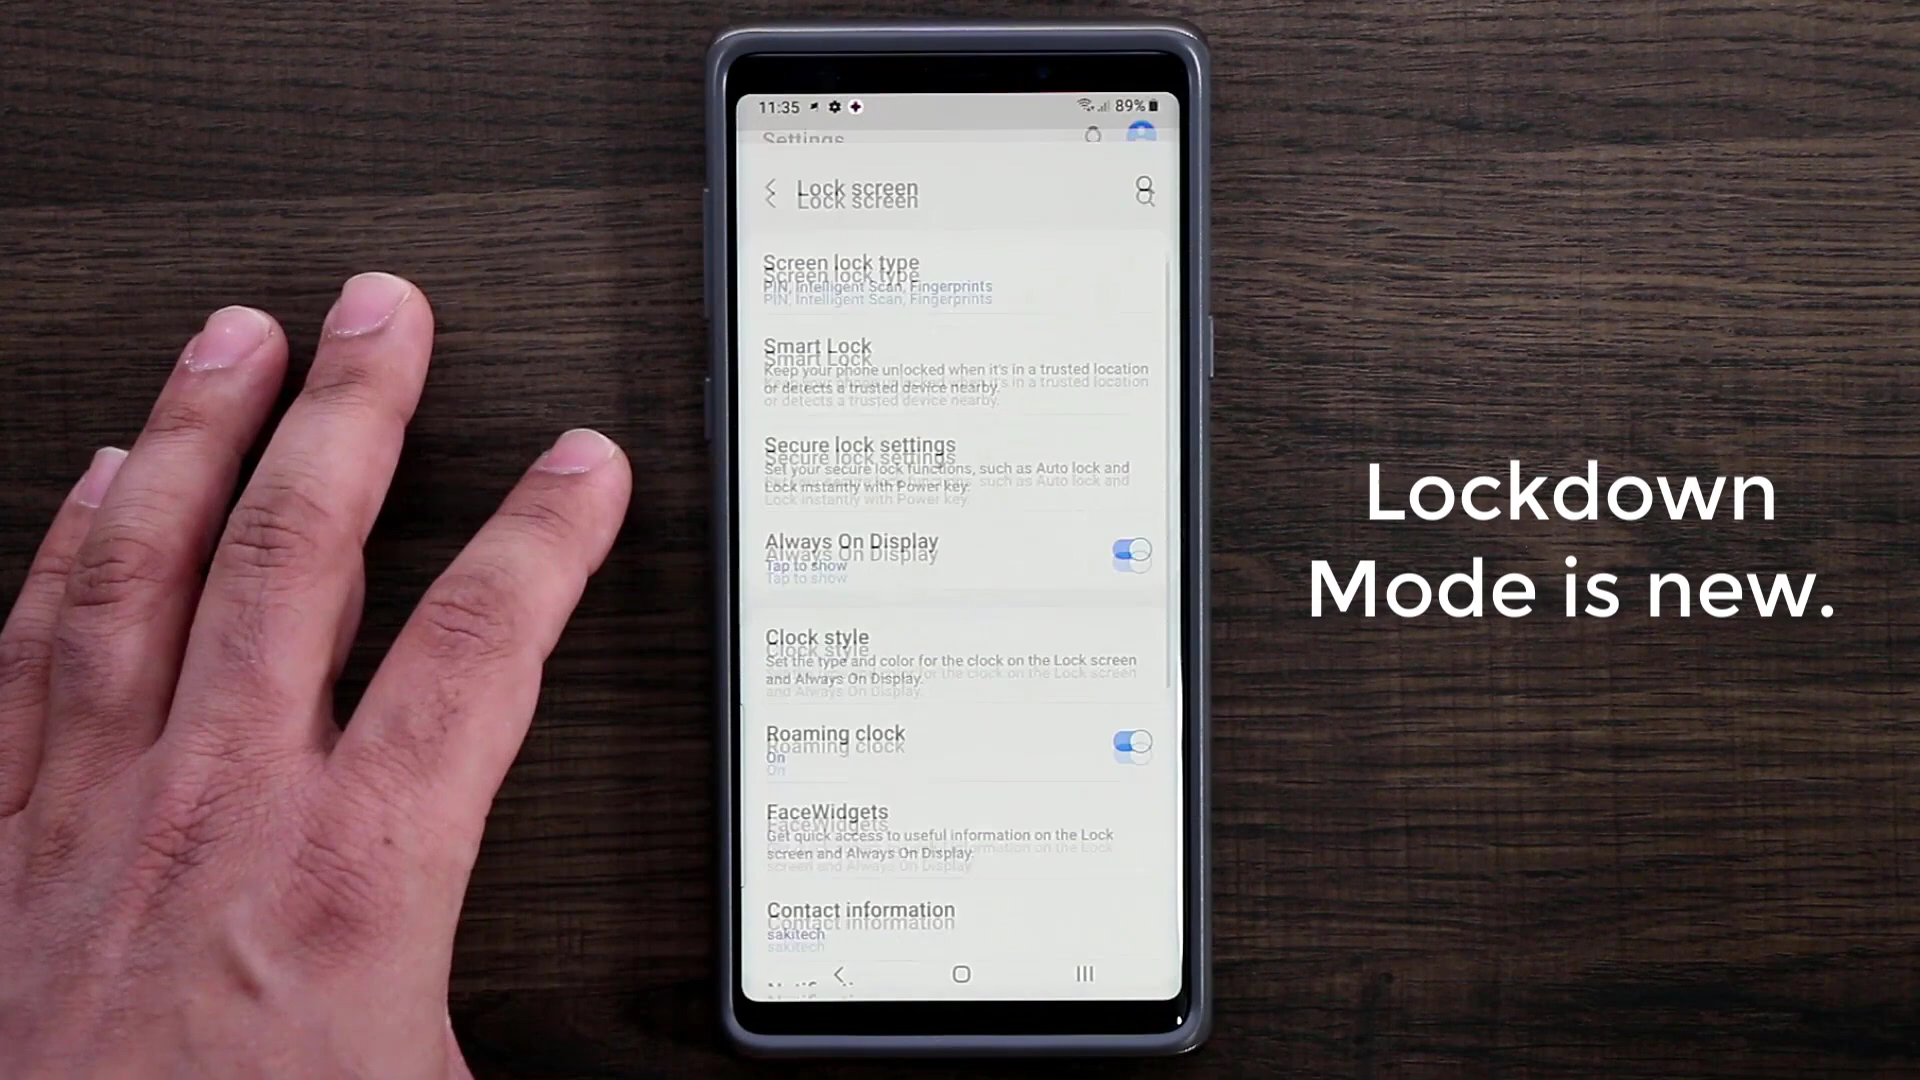 11:35 89%
Settings
Lock screen
Screen lock type
PIN, Intelligent Scan, Fingerprints
Smart Lock
Keep your phone unlocked when it's in a trusted location
or detects a trusted device nearby.
Secure lock settings
Set your secure lock functions, such as Auto lock and
Lock instantly with Power key.
Always On Display
Tap to show
Clock style
Set the type and color for the clock on the Lock screen
and Always On Display.
Roaming clock
On
FaceWidgets
Get quick access to useful information on the Lock
screen and Always On Display.
Contact information
sakitech
Lockdown
Mode is new.